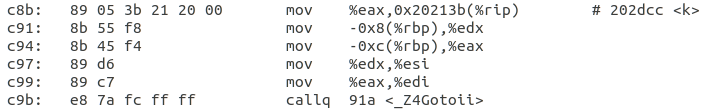 c8b: 89 05 3b 21 20 00 mov %eax,0x20213b(%rip) # 202dcc <k>
c91: 8b 55 f8 mov -0x8(%rbp),%edx
c94: 8b 45 f4 mov -0xc(%rbp),%eax
c97: 89 d6 mov %edx,%esi
c99: 89 c7 mov %eax,%edi
c9b: e8 7a fc ff ff callq 91a <_Z4Gotoii>